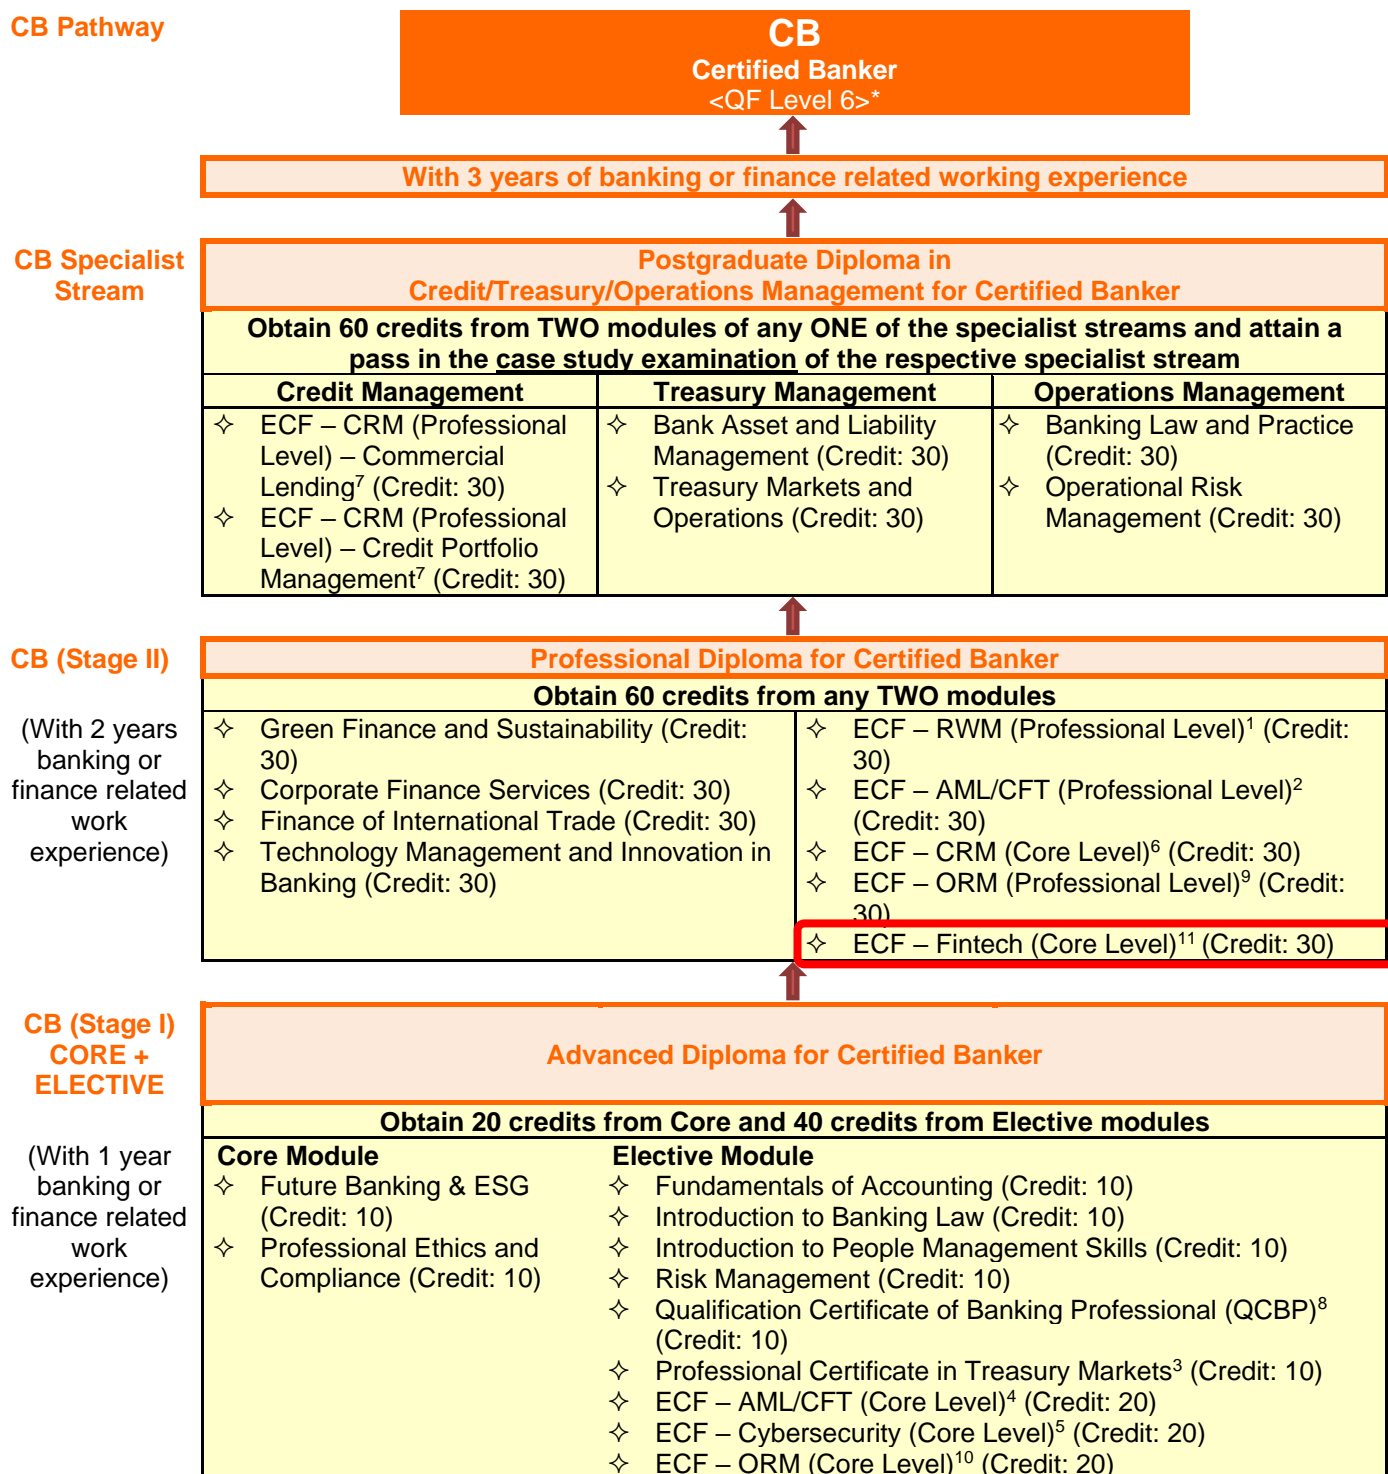 CB Pathway
CB
Certified Banker
<QF Level 6>*
With 3 years of banking or finance related working experience
CB Specialist
Stream
Postgraduate Diploma in
Credit/Treasury/Operations Management for Certified Banker
Obtain 60 credits from TWO modules of any ONE of the specialist streams and attain a
pass in the case study examination of the respective specialist stream
Credit Management
✧ ECF – CRM (Professional
Level) – Commercial
Lending⁷ (Credit: 30)
✧ ECF – CRM (Professional
Level) – Credit Portfolio
Management⁷ (Credit: 30)
Treasury Management
✧ Bank Asset and Liability
Management (Credit: 30)
✧ Treasury Markets and
Operations (Credit: 30)
Operations Management
✧ Banking Law and Practice
(Credit: 30)
✧ Operational Risk
Management (Credit: 30)
CB (Stage II)
(With 2 years
banking or
finance related
work
experience)
Professional Diploma for Certified Banker
Obtain 60 credits from any TWO modules
✧ Green Finance and Sustainability (Credit:
30)
✧ Corporate Finance Services (Credit: 30)
✧ Finance of International Trade (Credit: 30)
✧ Technology Management and Innovation in
Banking (Credit: 30)
✧ ECF – RWM (Professional Level)¹ (Credit:
30)
✧ ECF – AML/CFT (Professional Level)²
(Credit: 30)
✧ ECF – CRM (Core Level)⁶ (Credit: 30)
✧ ECF – ORM (Professional Level)⁹ (Credit:
30)
✧ ECF – Fintech (Core Level)¹¹ (Credit: 30)
CB (Stage I)
CORE +
ELECTIVE
(With 1 year
banking or
finance related
work
experience)
Advanced Diploma for Certified Banker
Obtain 20 credits from Core and 40 credits from Elective modules
Core Module
✧ Future Banking & ESG
(Credit: 10)
✧ Professional Ethics and
Compliance (Credit: 10)
Elective Module
✧ Fundamentals of Accounting (Credit: 10)
✧ Introduction to Banking Law (Credit: 10)
✧ Introduction to People Management Skills (Credit: 10)
✧ Risk Management (Credit: 10)
✧ Qualification Certificate of Banking Professional (QCBP)⁸
(Credit: 10)
✧ Professional Certificate in Treasury Markets³ (Credit: 10)
✧ ECF – AML/CFT (Core Level)⁴ (Credit: 20)
✧ ECF – Cybersecurity (Core Level)⁵ (Credit: 20)
✧ ECF – ORM (Core Level)¹⁰ (Credit: 20)